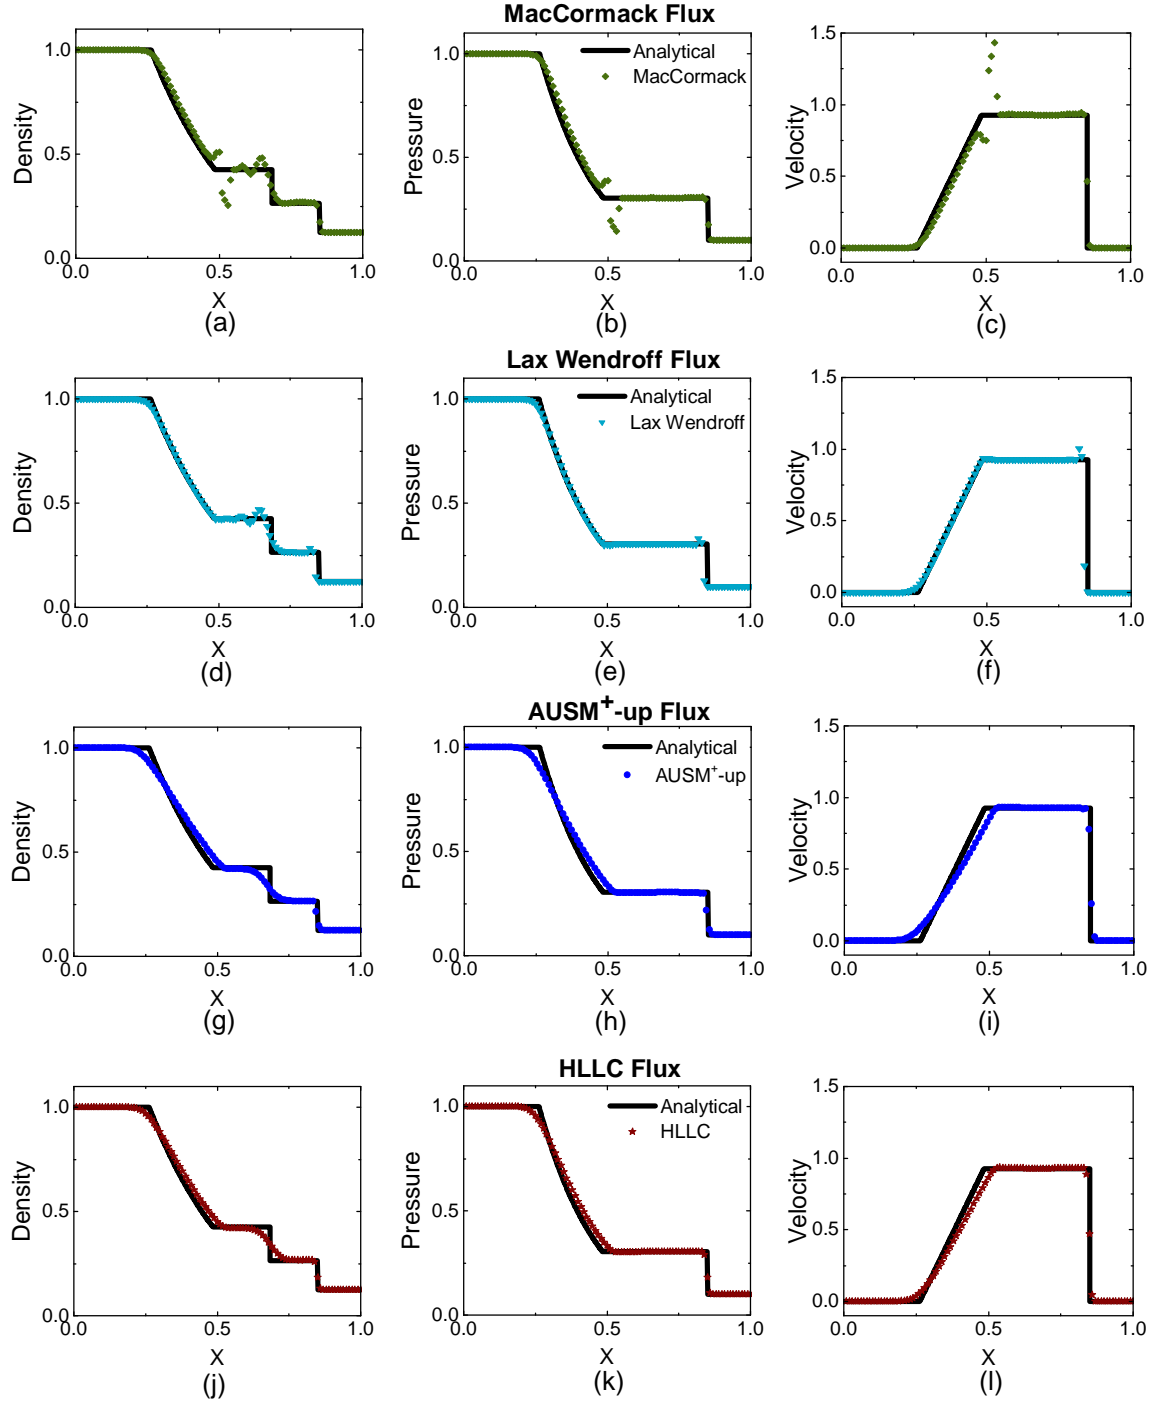 MacCormack Flux
Density
1.0
0.5
0.0
0.0
0.5
1.0
X
(a)
Pressure
1.0
0.5
0.0
0.0
0.5
1.0
X
(b)
Analytical
MacCormack
Velocity
1.5
1.0
0.5
0.0
0.0
0.5
1.0
X
(c)
Lax Wendroff Flux
Density
1.0
0.5
0.0
0.0
0.5
1.0
X
(d)
Pressure
1.0
0.5
0.0
0.0
0.5
1.0
X
(e)
Analytical
Lax Wendroff
Velocity
1.5
1.0
0.5
0.0
0.0
0.5
1.0
X
(f)
AUSM+-up Flux
Density
1.0
0.5
0.0
0.0
0.5
1.0
X
(g)
Pressure
1.0
0.5
0.0
0.0
0.5
1.0
X
(h)
Analytical
AUSM+-up
Velocity
1.5
1.0
0.5
0.0
0.0
0.5
1.0
X
(i)
HLLC Flux
Density
1.0
0.5
0.0
0.0
0.5
1.0
X
(j)
Pressure
1.0
0.5
0.0
0.0
0.5
1.0
X
(k)
Analytical
HLLC
Velocity
1.5
1.0
0.5
0.0
0.0
0.5
1.0
X
(l)